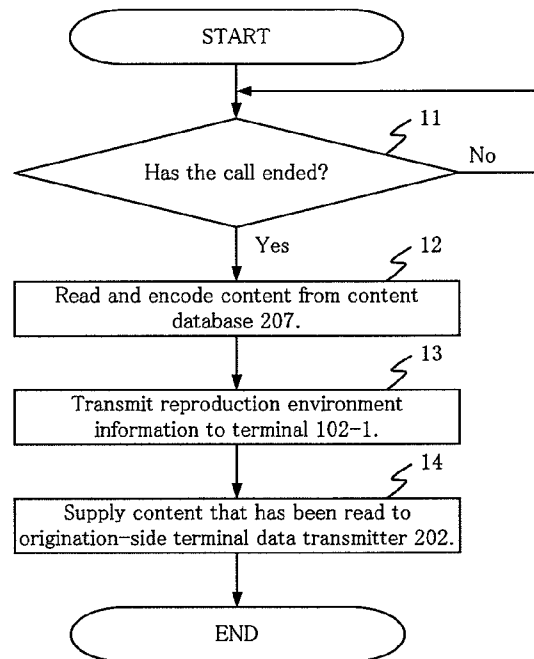 START
11
Has the call ended?
No
Yes
12
Read and encode content from content
database 207.
13
Transmit reproduction environment
information to terminal 102-1.
14
Supply content that has been read to
origination-side terminal data transmitter 202.
END